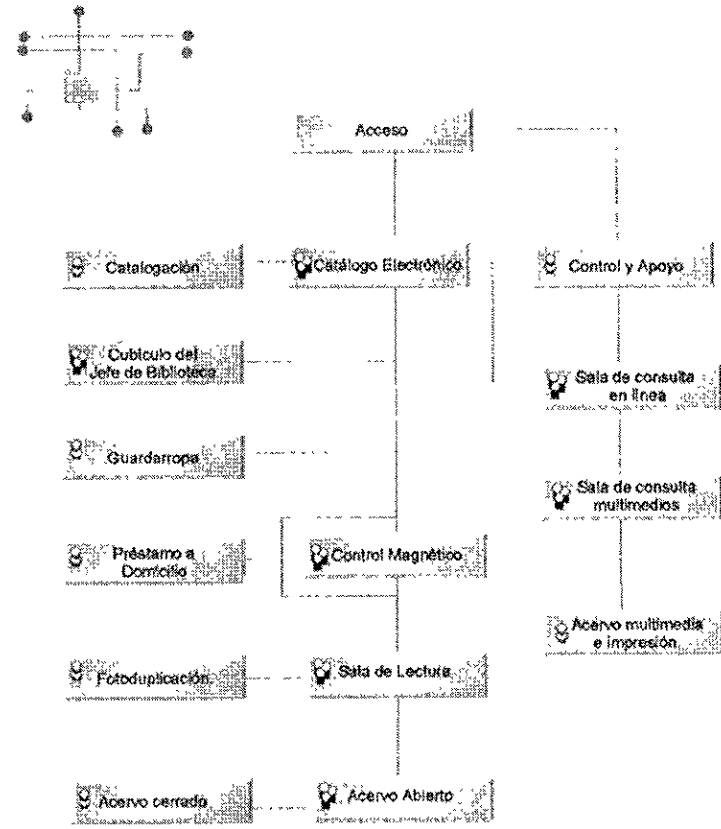 Acceso
Catalogación
Catálogo Electrónico
Control y Apoyo
Cubículo del
Jefe de Biblioteca
Sala de consulta
en línea
Guardarropa
Sala de consulta
multimedios
Préstamo a
Domicilio
Control Magnético
Acervo multimedia
e impresión
Fotoduplicación
Sala de Lectura
Acervo cerrado
Acervo Abierto